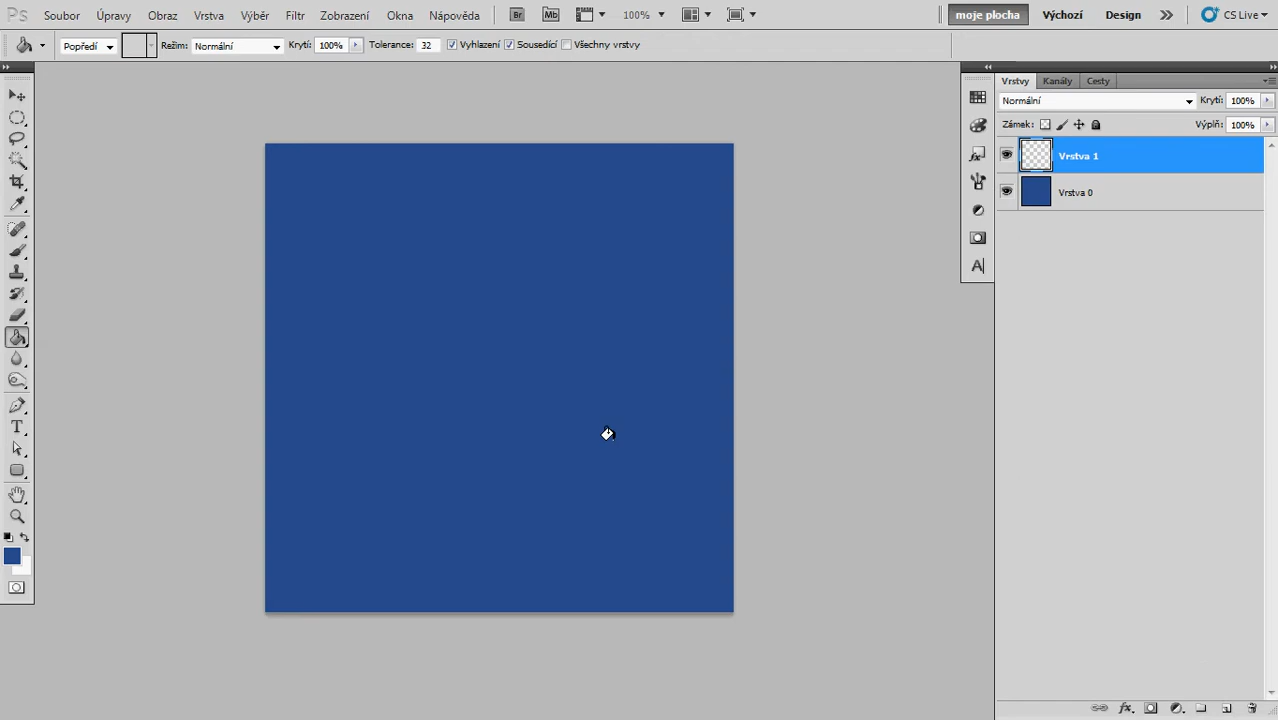 Ps Soubor Úpravy Obraz Vrstva Výběr Filtr Zobrazení Okna Nápověda Br Mb 100% moje plocha Výchozí Design CS Live
Popředí Režim: Normální Krytí: 100% Tolerance: 32 Vyhlazení Sousedící Všechny vrstvy
Vrstvy Kanály Cesty
Normální Krytí: 100%
Zámek: Výplň: 100%
Vrstva 1
Vrstva 0